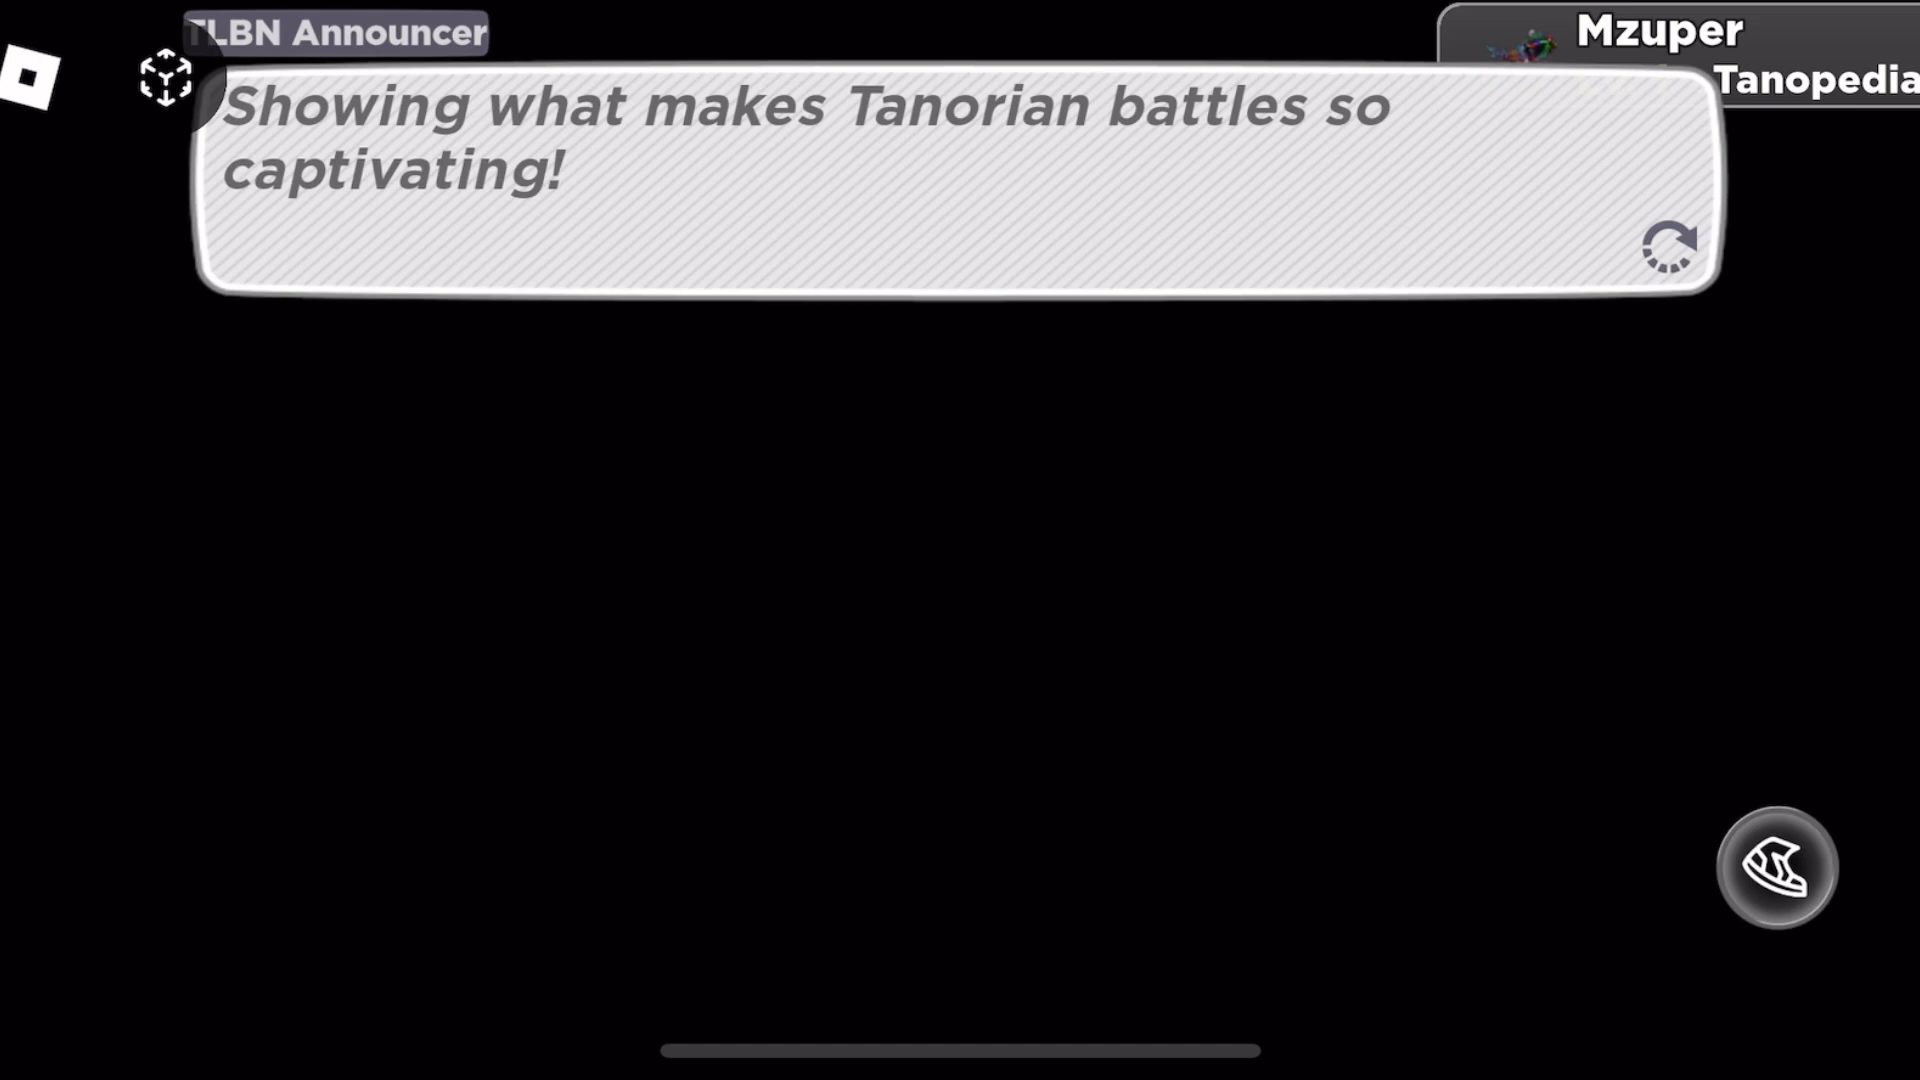 TLBN Announcer
Mzuper
Tanopedia
Showing what makes Tanorian battles so
captivating!